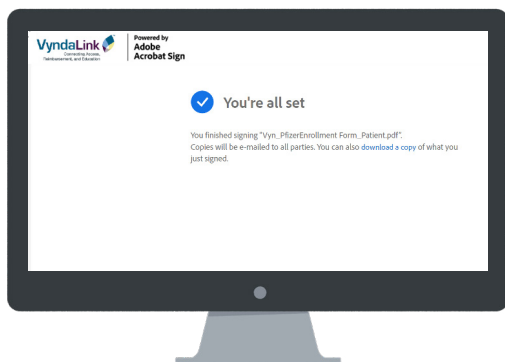 VyndaLink
Connecting Access,
Reimbursement, and Education
Powered by
Adobe
Acrobat Sign
You're all set
You finished signing "Vyn_PfizerEnrollment Form_Patient.pdf".
Copies will be e-mailed to all parties. You can also download a copy of what you
just signed.